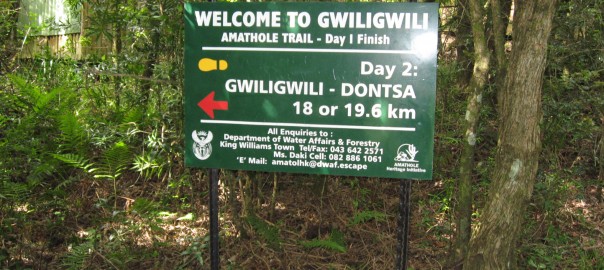 WELCOME TO GWILIGWILI
AMATHOLE TRAIL - Day 1 Finish
Day 2:
GWILIGWILI - DONTSA
18 or 19.6 km
All Enquiries to :
Department of Water Affairs & Forestry
King Williams Town Tel/Fax: 043 642 2571
Ms. Daki Cell: 082 886 1061
'E' Mail: amatolhk@dwaf.escape
AMATHOLE
Heritage Initiative